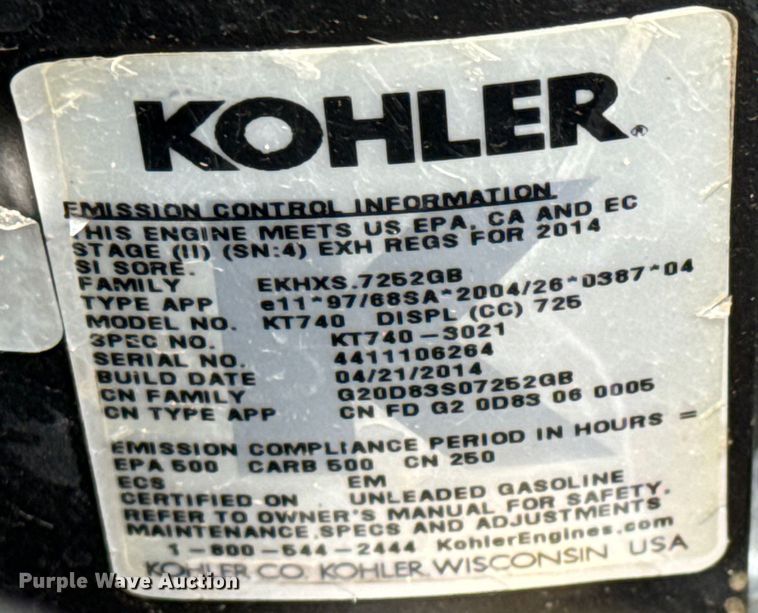 KOHLER®
EMISSION CONTROL INFORMATION
THIS ENGINE MEETS US EPA, CA AND EC
STAGE (II) (SN:4) EXH REGS FOR 2014
SI SORE.
FAMILY EKHXS.7252GB
TYPE APP e11*97/68SA*2004/26*0387*04
MODEL NO. KT740 DISPL (CC) 725
SPEC NO. KT740-3021
SERIAL NO. 4411106264
BUILD DATE 04/21/2014
CN FAMILY G20D83S07252GB
CN TYPE APP CN FD G2 0D83 06 0005
EMISSION COMPLIANCE PERIOD IN HOURS =
EPA 500 CARB 500 CN 250
ECS EM
CERTIFIED ON UNLEADED GASOLINE
REFER TO OWNER'S MANUAL FOR SAFETY,
MAINTENANCE SPECS AND ADJUSTMENTS
1-800-544-2444 KohlerEngines.com
KOHLER CO. KOHLER, WISCONSIN USA
Purple Wave Auction